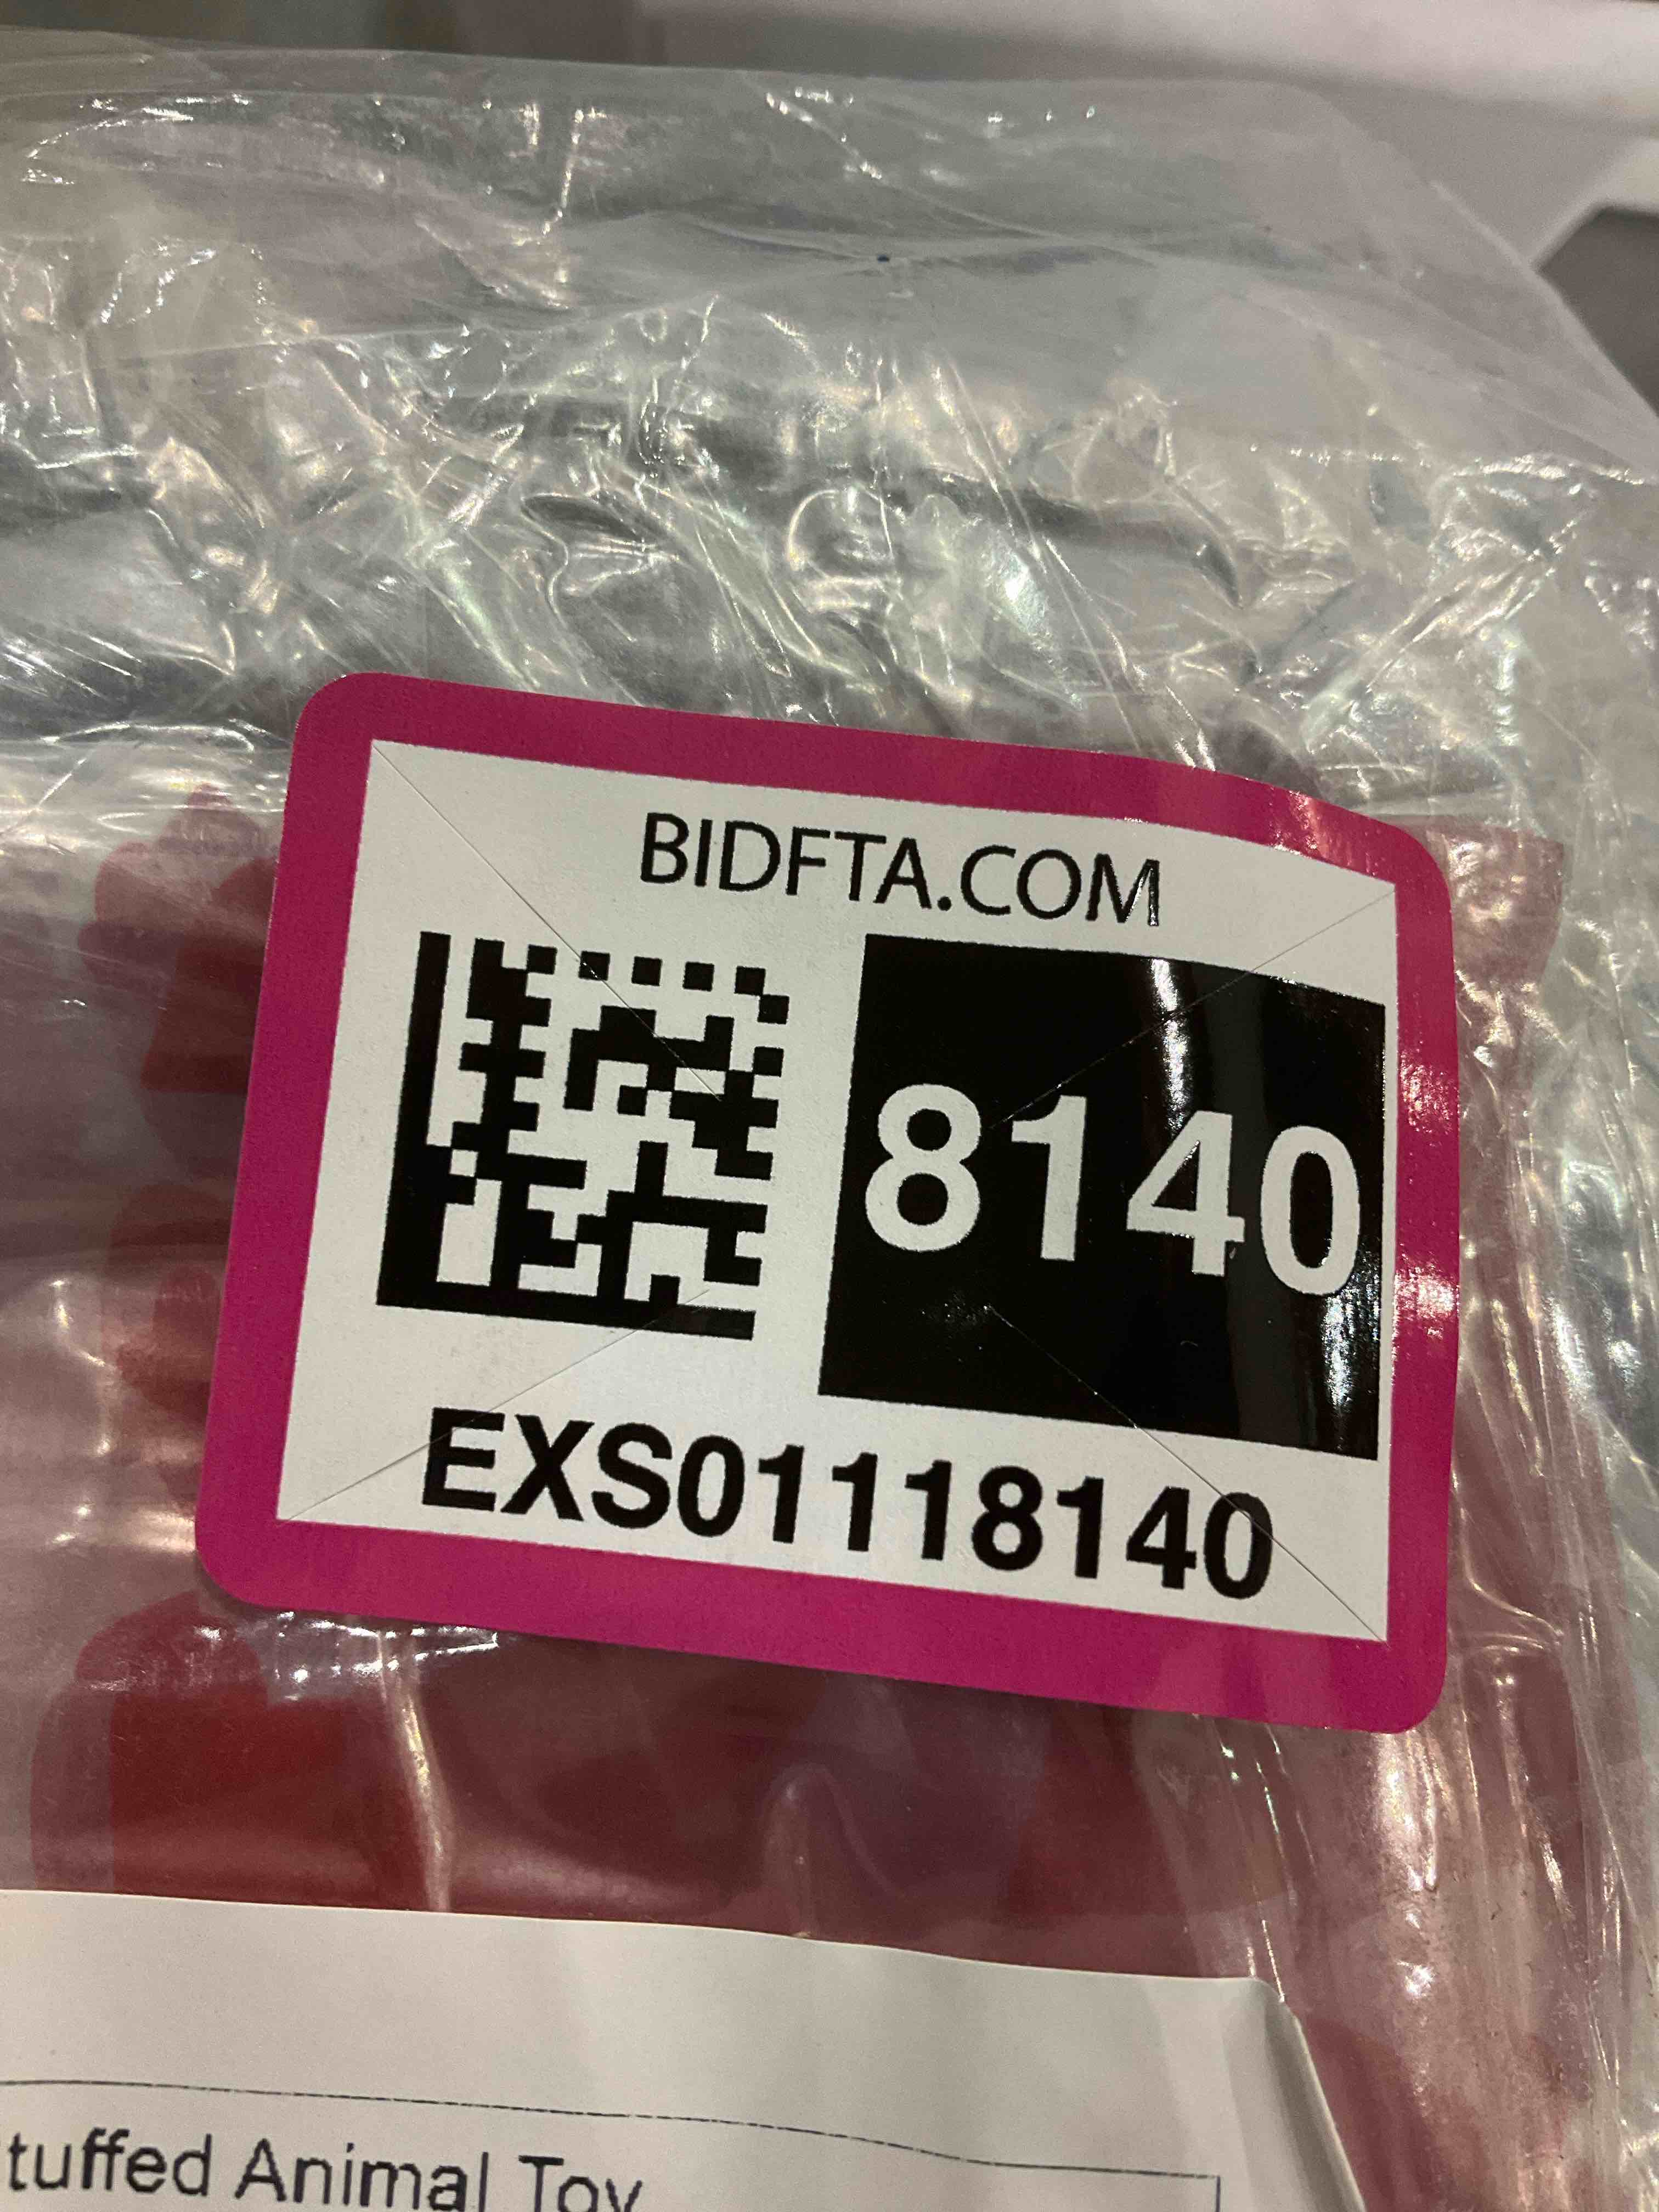 BIDFTA.COM
8140
EXS01118140
tuffed Animal Toy